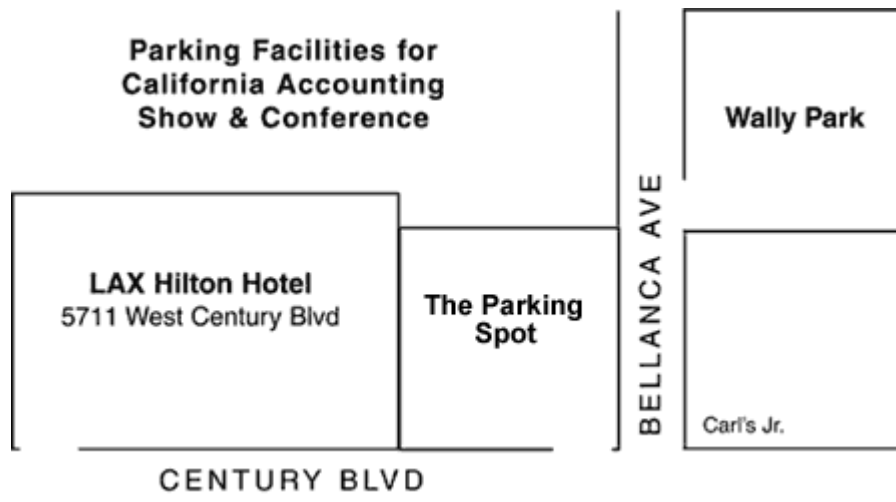 Parking Facilities for
California Accounting
Show & Conference
Wally Park
BELLANCA AVE
LAX Hilton Hotel
5711 West Century Blvd
The Parking
Spot
Carl's Jr.
CENTURY BLVD